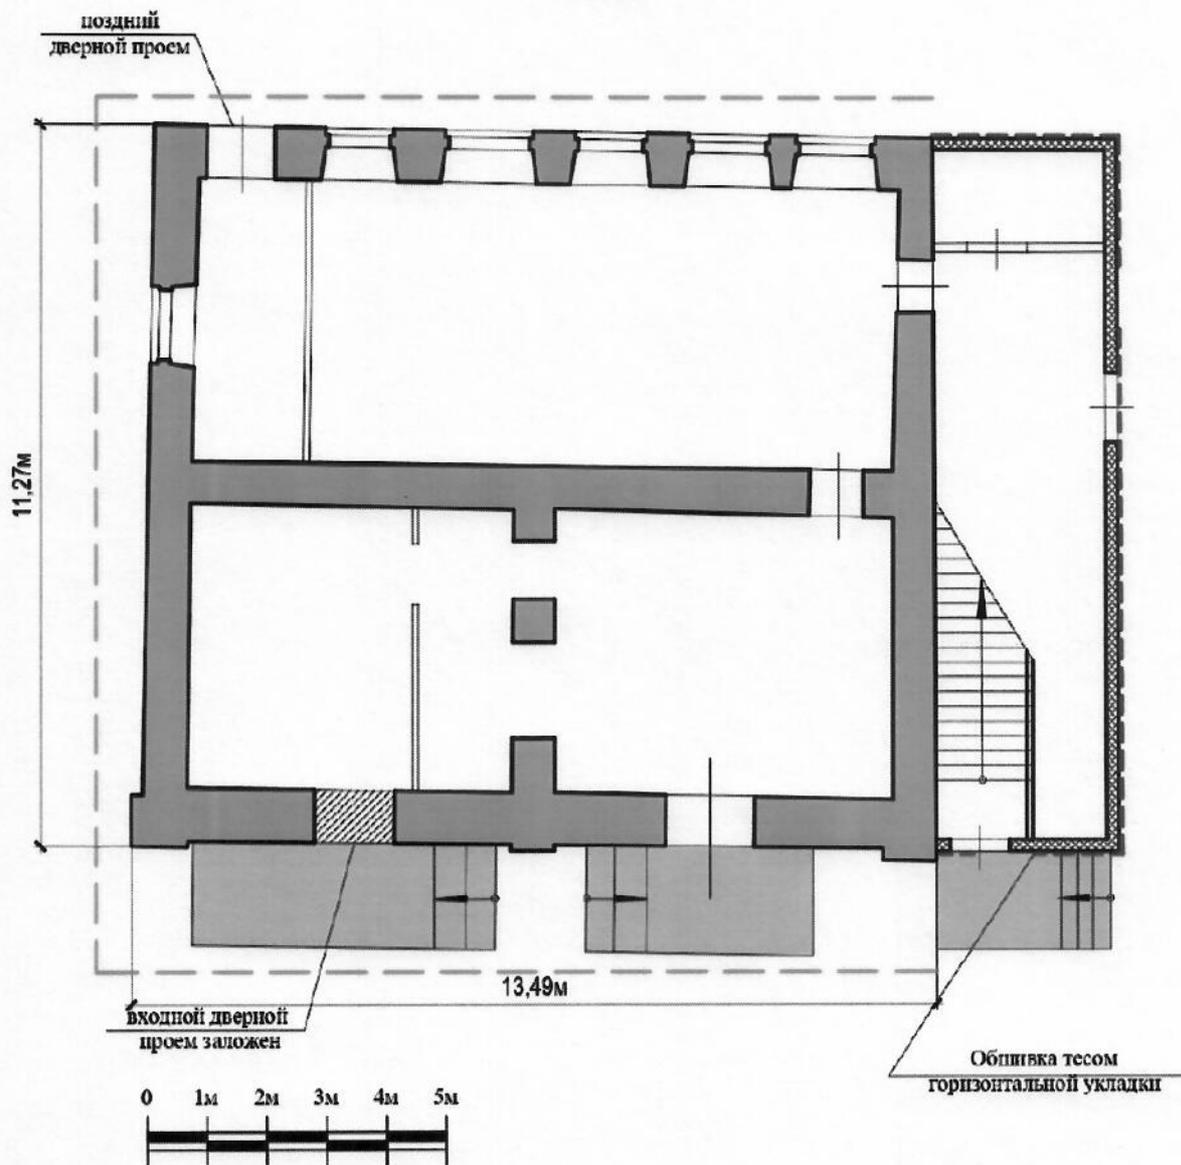 поздний
дверной проем
11,27м
13,49м
входной дверной
проем заложен
Обшивка тесом
горизонтальной укладки
0 1м 2м 3м 4м 5м